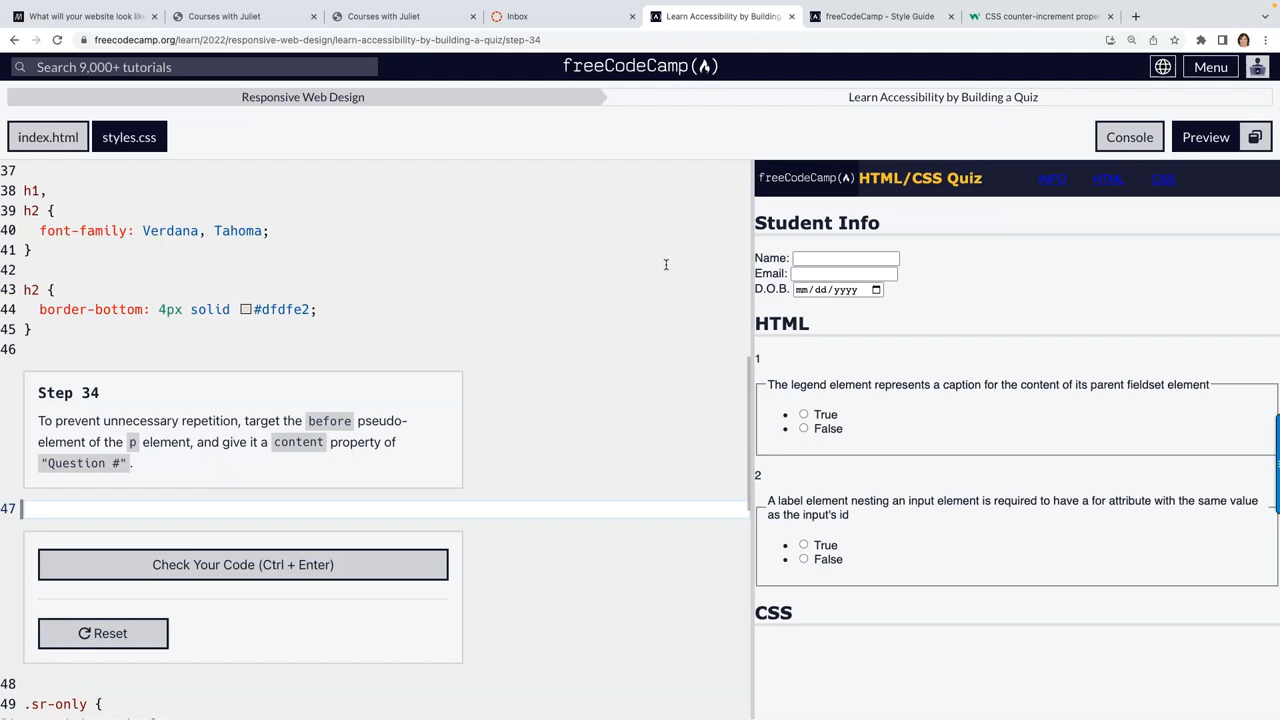 What will your website look like
Courses with Juliet
Courses with Juliet
Inbox
Learn Accessibility by Building
freeCodeCamp - Style Guide
CSS counter-increment prope
freecodecamp.org/learn/2022/responsive-web-design/learn-accessibility-by-building-a-quiz/step-34
Search 9,000+ tutorials
freeCodeCamp
Menu
Responsive Web Design
Learn Accessibility by Building a Quiz
index.html
styles.css
Console
Preview
37
38 h1,
39 h2 {
40 font-family: Verdana, Tahoma;
41 }
42
43 h2 {
44 border-bottom: 4px solid #dfdfe2;
45 }
46
Step 34
To prevent unnecessary repetition, target the before pseudo-
element of the p element, and give it a content property of
"Question #".
47
Check Your Code (Ctrl + Enter)
Reset
48
49 .sr-only {
freeCodeCamp HTML/CSS Quiz
INFO HTML CSS
Student Info
Name:
Email:
D.O.B. mm/dd/yyyy
HTML
1
The legend element represents a caption for the content of its parent fieldset element
True
False
2
A label element nesting an input element is required to have a for attribute with the same value
as the input's id
True
False
CSS